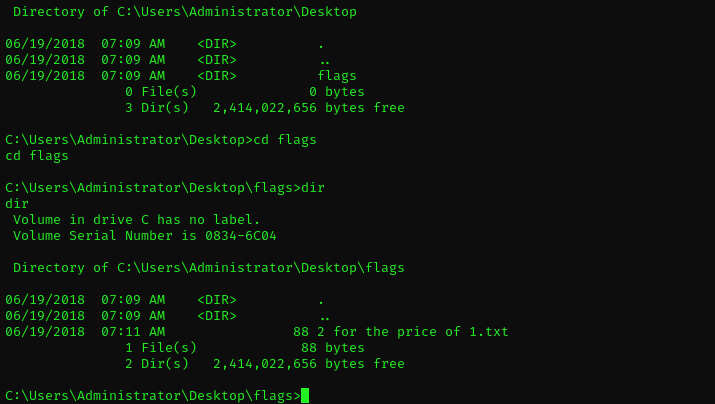 Directory of C:\Users\Administrator\Desktop
06/19/2018  07:09 AM    <DIR>          .
06/19/2018  07:09 AM    <DIR>          ..
06/19/2018  07:09 AM    <DIR>          flags
               0 File(s)              0 bytes
               3 Dir(s)   2,414,022,656 bytes free
C:\Users\Administrator\Desktop>cd flags
cd flags
C:\Users\Administrator\Desktop\flags>dir
dir
 Volume in drive C has no label.
 Volume Serial Number is 0834-6C04
 Directory of C:\Users\Administrator\Desktop\flags
06/19/2018  07:09 AM    <DIR>          .
06/19/2018  07:09 AM    <DIR>          ..
06/19/2018  07:11 AM                88 2 for the price of 1.txt
               1 File(s)             88 bytes
               2 Dir(s)   2,414,022,656 bytes free
C:\Users\Administrator\Desktop\flags>